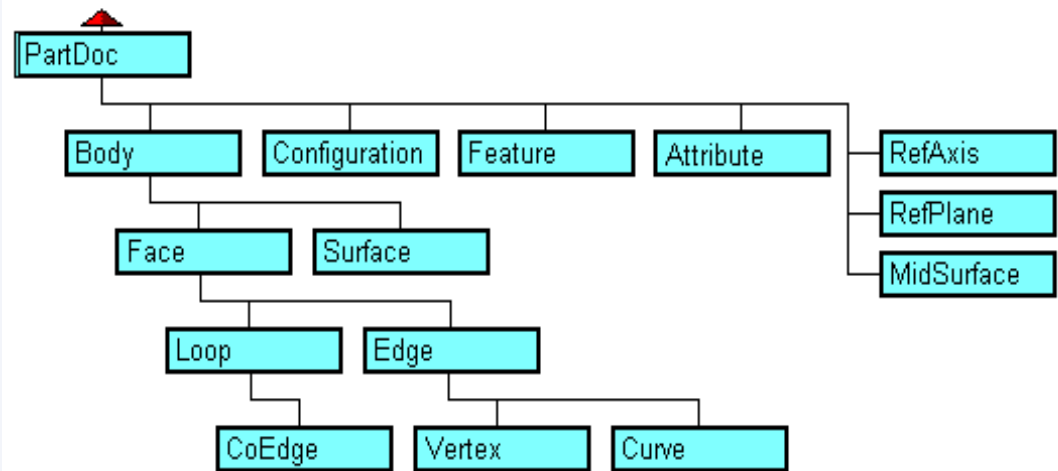 PartDoc
Body
Configuration
Feature
Attribute
RefAxis
RefPlane
MidSurface
Face
Surface
Loop
Edge
CoEdge
Vertex
Curve